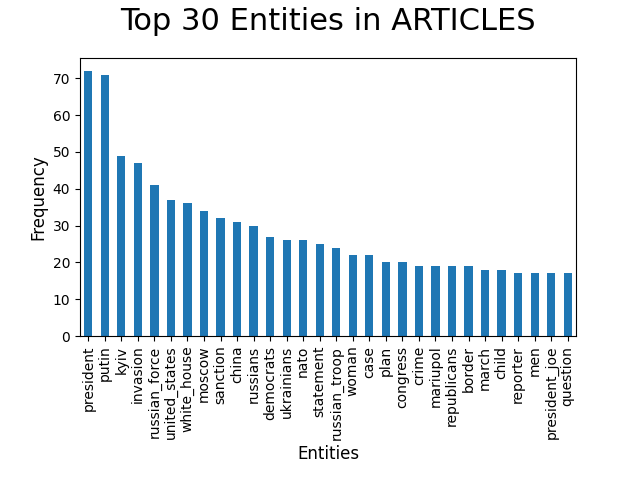 Top 30 Entities in ARTICLES
Frequency
70
60
50
40
30
20
10
0
president
putin
kyiv
invasion
russian_force
united_states
white_house
moscow
sanction
china
russians
democrats
ukrainians
nato
statement
russian_troop
woman
case
plan
congress
crime
mariupol
republicans
border
march
child
reporter
men
president_joe
question
Entities